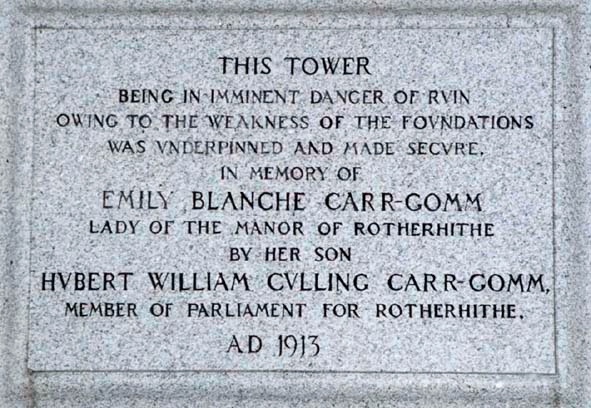 THIS TOWER
BEING IN IMMINENT DANGER OF RVIN
OWING TO THE WEAKNESS OF THE FOVNDATIONS
WAS VNDERPINNED AND MADE SECVRE.
IN MEMORY OF
EMILY BLANCHE CARR-GOMM
LADY OF THE MANOR OF ROTHERHITHE
BY HER SON
HVBERT WILLIAM CVLLING CARR-GOMM,
MEMBER OF PARLIAMENT FOR ROTHERHITHE.
AD 1913